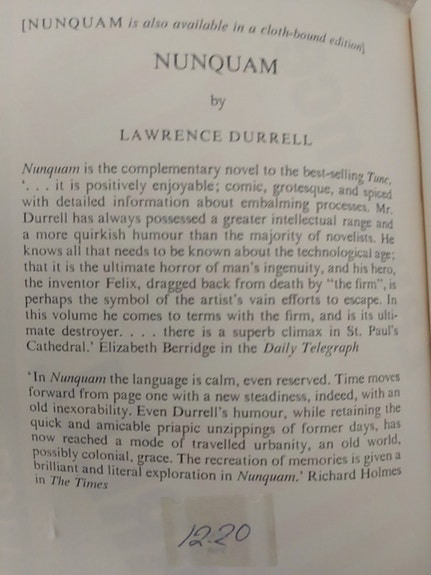 [NUNQUAM is also available in a cloth-bound edition]
NUNQUAM
by
LAWRENCE DURRELL
Nunquam is the complementary novel to the best-selling Tunc,
'. . . it is positively enjoyable; comic, grotesque, and spiced
with detailed information about embalming processes. Mr.
Durrell has always possessed a greater intellectual range and
a more quirkish humour than the majority of novelists. He
knows all that needs to be known about the technological age;
that it is the ultimate horror of man's ingenuity, and his hero,
the inventor Felix, dragged back from death by "the firm", is
perhaps the symbol of the artist's vain efforts to escape. In
this volume he comes to terms with the firm, and is its ulti-
mate destroyer. . . . there is a superb climax in St. Paul's
Cathedral.' Elizabeth Berridge in the Daily Telegraph
'In Nunquam the language is calm, even reserved. Time moves
forward from page one with a new steadiness, indeed, with an
old inexorability. Even Durrell's humour, while retaining the
quick and amicable priapic unzippings of former days, has
now reached a mode of travelled urbanity, an old world,
possibly colonial, grace. The recreation of memories is given a
brilliant and literal exploration in Nunquam.' Richard Holmes
in The Times
12.20